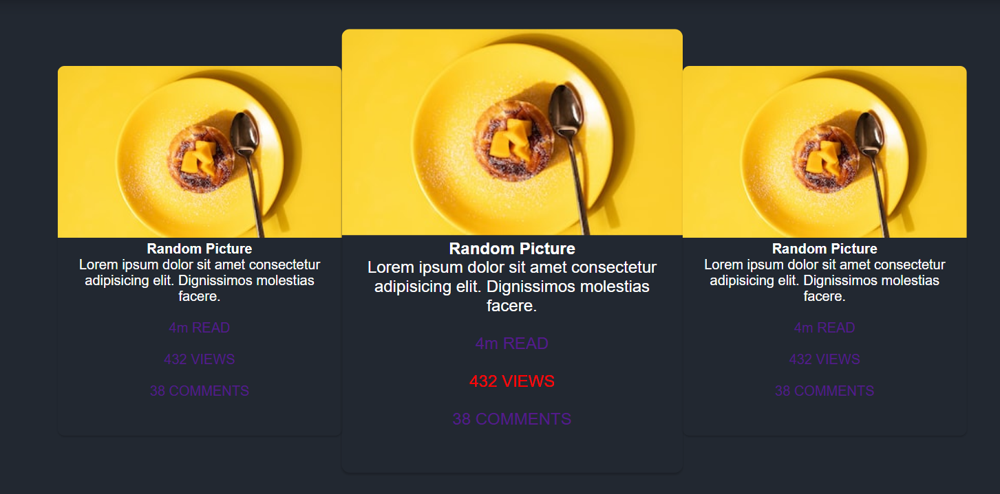 Random Picture
Lorem ipsum dolor sit amet consectetur
adipisicing elit. Dignissimos molestias
facere.
4m READ
432 VIEWS
38 COMMENTS
Random Picture
Lorem ipsum dolor sit amet consectetur
adipisicing elit. Dignissimos molestias
facere.
4m READ
432 VIEWS
38 COMMENTS
Random Picture
Lorem ipsum dolor sit amet consectetur
adipisicing elit. Dignissimos molestias
facere.
4m READ
432 VIEWS
38 COMMENTS